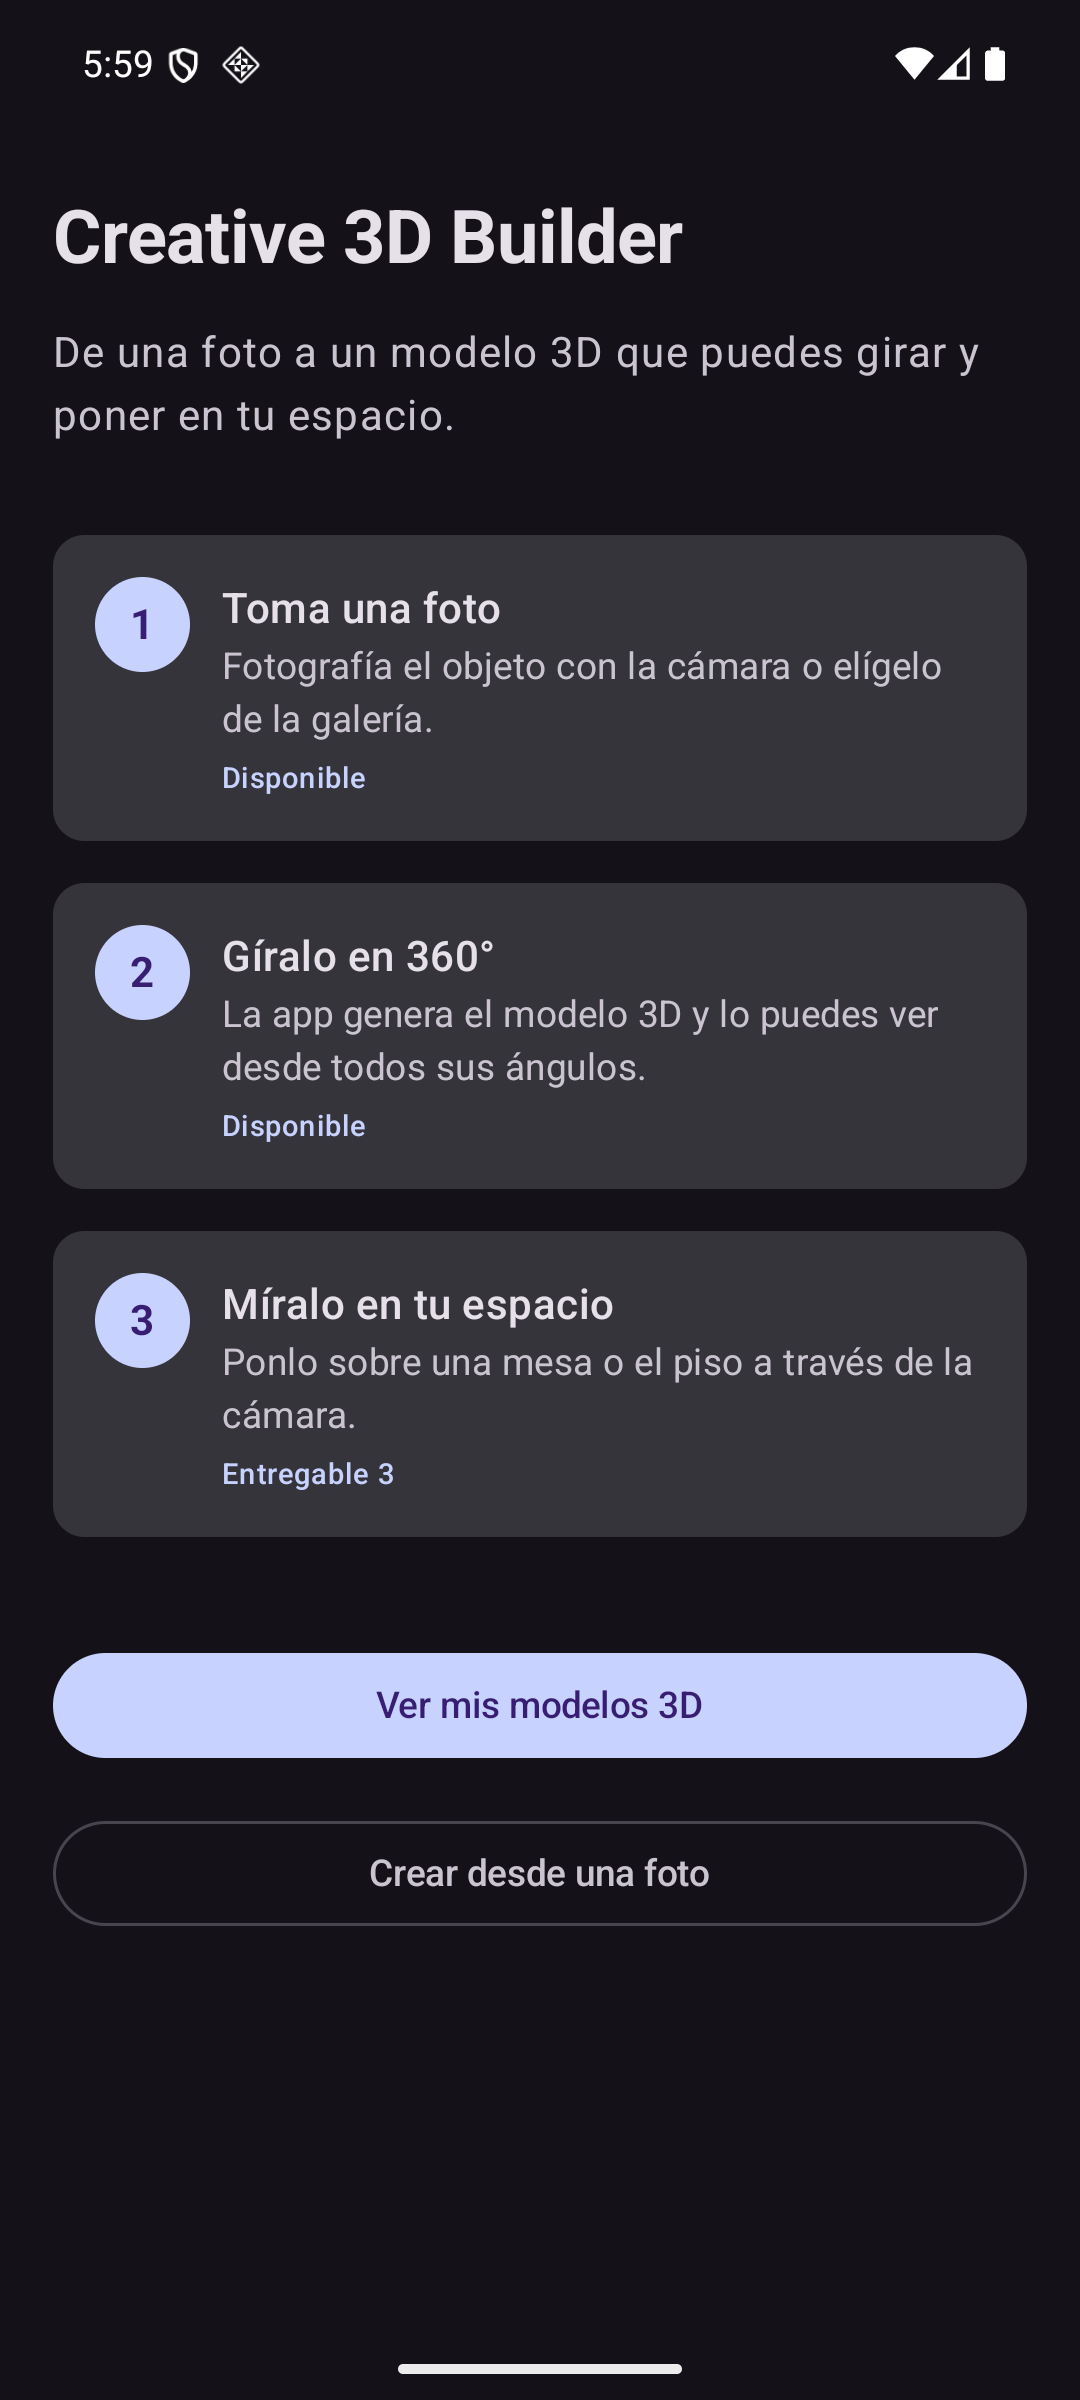 5:59
Creative 3D Builder
De una foto a un modelo 3D que puedes girar y
poner en tu espacio.
1
Toma una foto
Fotografía el objeto con la cámara o elígelo
de la galería.
Disponible
2
Gíralo en 360°
La app genera el modelo 3D y lo puedes ver
desde todos sus ángulos.
Disponible
3
Míralo en tu espacio
Ponlo sobre una mesa o el piso a través de la
cámara.
Entregable 3
Ver mis modelos 3D
Crear desde una foto